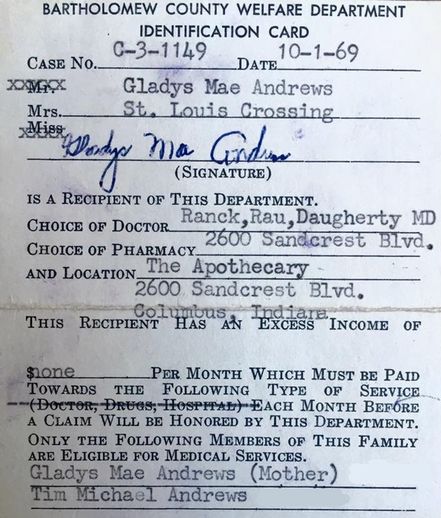 BARTHOLOMEW COUNTY WELFARE DEPARTMENT
IDENTIFICATION CARD
CASE NO. C-3-1149 DATE 10-1-69
Mr. Gladys Mae Andrews
Mrs. St. Louis Crossing
Miss
Gladys Mae Andrews
(SIGNATURE)
IS A RECIPIENT OF THIS DEPARTMENT.
CHOICE OF DOCTOR Ranck,Rau,Daugherty MD
CHOICE OF PHARMACY 2600 Sandcrest Blvd.
AND LOCATION The Apothecary
2600 Sandcrest Blvd.
Columbus, Indiana
THIS RECIPIENT HAS AN EXCESS INCOME OF
$none PER MONTH WHICH MUST BE PAID
TOWARDS THE FOLLOWING TYPE OF SERVICE
(DOCTOR, DRUGS, HOSPITAL) EACH MONTH BEFORE
A CLAIM WILL BE HONORED BY THIS DEPARTMENT.
ONLY THE FOLLOWING MEMBERS OF THIS FAMILY
ARE ELIGIBLE FOR MEDICAL SERVICES.
Gladys Mae Andrews (Mother)
Tim Michael Andrews